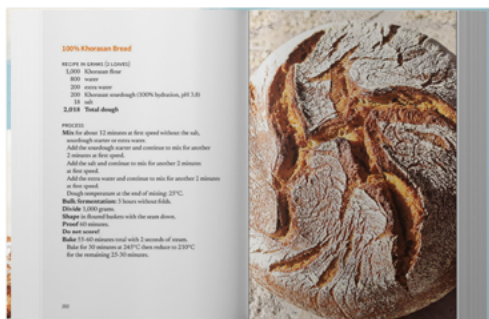 100% Khorasan Bread
RECIPE IN GRAMS (2 LOAVES)
1,000 Khorasan flour
800 water
200 extra water
200 Khorasan sourdough (100% hydration, pH 3.8)
18 salt
2,018 Total dough
PROCESS
Mix for about 12 minutes at first speed without the salt,
sourdough starter or extra water.
Add the sourdough starter and continue to mix for another
2 minutes at first speed.
Add the salt and continue to mix for another 2 minutes
at first speed.
Add the extra water and continue to mix for another 2 minutes
at first speed.
Dough temperature at the end of mixing: 25°C.
Bulk fermentation: 5 hours without folds.
Divide 1,000 grams.
Shape in floured baskets with the seam down.
Proof 60 minutes.
Do not score!
Bake 55-60 minutes total with 2 seconds of steam.
Bake for 30 minutes at 245°C then reduce to 210°C
for the remaining 25-30 minutes.